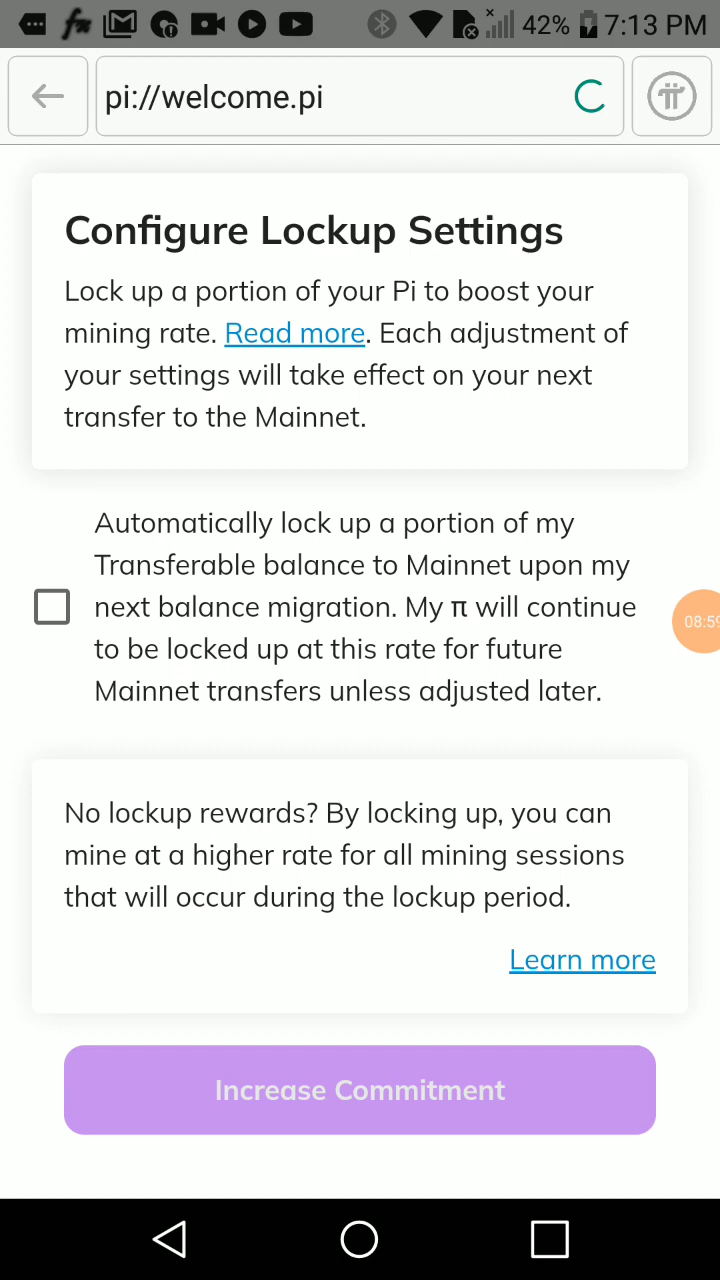 42% 7:13 PM
pi://welcome.pi
Configure Lockup Settings
Lock up a portion of your Pi to boost your
mining rate. Read more. Each adjustment of
your settings will take effect on your next
transfer to the Mainnet.
Automatically lock up a portion of my
Transferable balance to Mainnet upon my
next balance migration. My π will continue
to be locked up at this rate for future
Mainnet transfers unless adjusted later.
08:59
No lockup rewards? By locking up, you can
mine at a higher rate for all mining sessions
that will occur during the lockup period.
Learn more
Increase Commitment